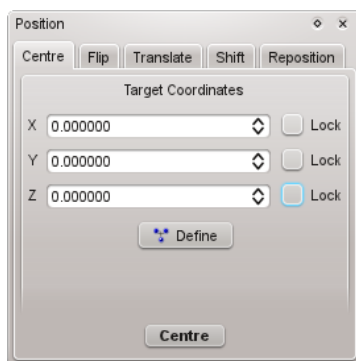 Position
Centre Flip Translate Shift Reposition
Target Coordinates
X 0.000000 Lock
Y 0.000000 Lock
Z 0.000000 Lock
Define
Centre